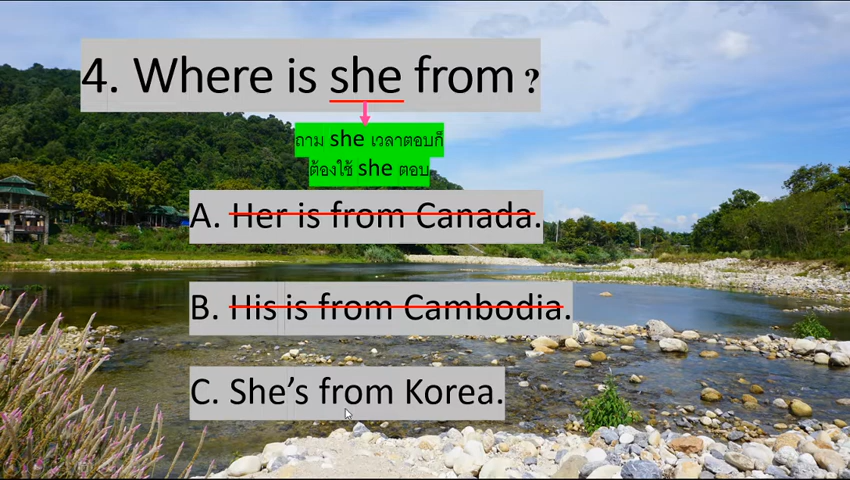 4. Where is she from ?
ถาม she เวลาตอบก็
ต้องใช้ she ตอบ
A. Her is from Canada.
B. His is from Cambodia.
C. She’s from Korea.